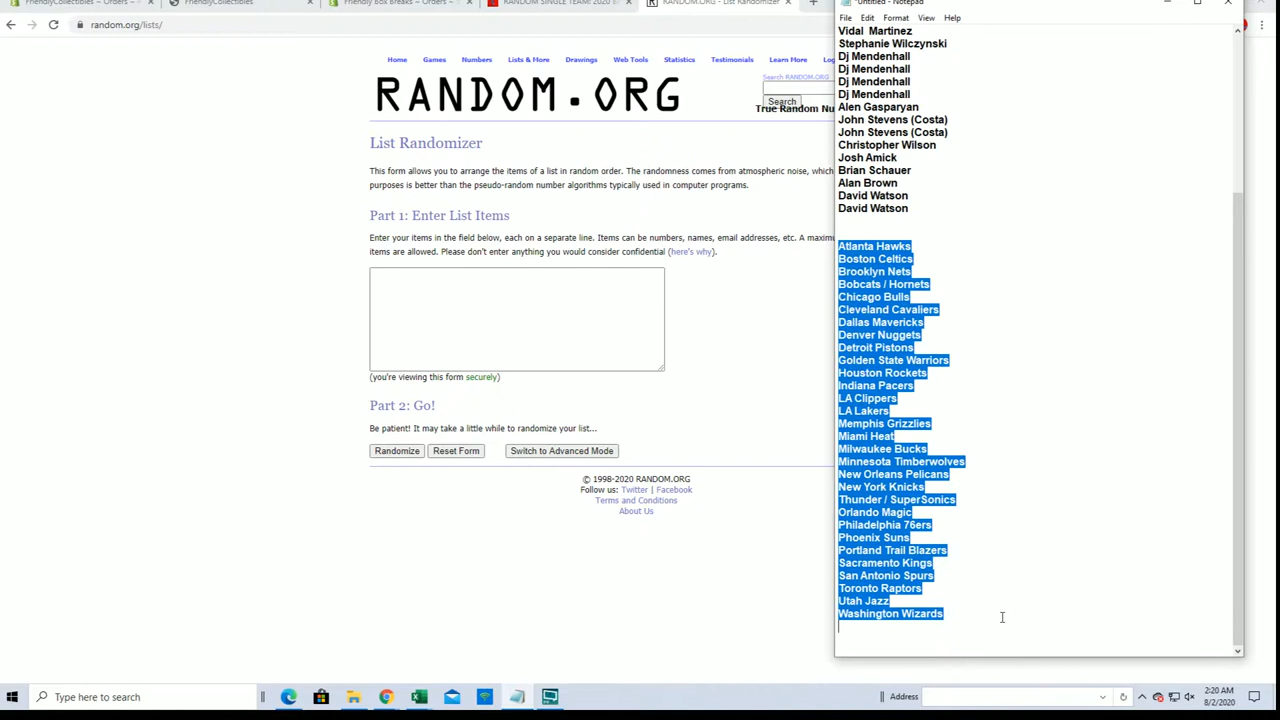 FriendlyCollectibles – Orders –
FriendlyCollectibles
Friendly Box Breaks – Orders –
RANDOM SINGLE TEAM! 2020
RANDOM.ORG - List Randomizer
random.org/lists/
Home Games Numbers Lists & More Drawings Web Tools Statistics Testimonials Learn More
Search RANDOM.ORG
RANDOM.ORG
Search
True Random
List Randomizer
This form allows you to arrange the items of a list in random order. The randomness comes from atmospheric noise,
purposes is better than the pseudo-random number algorithms typically used in computer programs.
Part 1: Enter List Items
Enter your items in the field below, each on a separate line. Items can be numbers, names, email addresses, etc. A
items are allowed. Please don't enter anything you would consider confidential (here's why).
(you're viewing this form securely)
Part 2: Go!
Be patient! It may take a little while to randomize your list...
Randomize Reset Form Switch to Advanced Mode
© 1998-2020 RANDOM.ORG
Follow us: Twitter | Facebook
Terms and Conditions
About Us
*Untitled - Notepad
File Edit Format View Help
Vidal Martinez
Stephanie Wilczynski
Dj Mendenhall
Dj Mendenhall
Dj Mendenhall
Dj Mendenhall
Alen Gasparyan
John Stevens (Costa)
John Stevens (Costa)
Christopher Wilson
Josh Amick
Brian Schauer
Alan Brown
David Watson
David Watson
Atlanta Hawks
Boston Celtics
Brooklyn Nets
Bobcats / Hornets
Chicago Bulls
Cleveland Cavaliers
Dallas Mavericks
Denver Nuggets
Detroit Pistons
Golden State Warriors
Houston Rockets
Indiana Pacers
LA Clippers
LA Lakers
Memphis Grizzlies
Miami Heat
Milwaukee Bucks
Minnesota Timberwolves
New Orleans Pelicans
New York Knicks
Thunder / SuperSonics
Orlando Magic
Philadelphia 76ers
Phoenix Suns
Portland Trail Blazers
Sacramento Kings
San Antonio Spurs
Toronto Raptors
Utah Jazz
Washington Wizards
Type here to search
Address
2:20 AM
8/2/2020